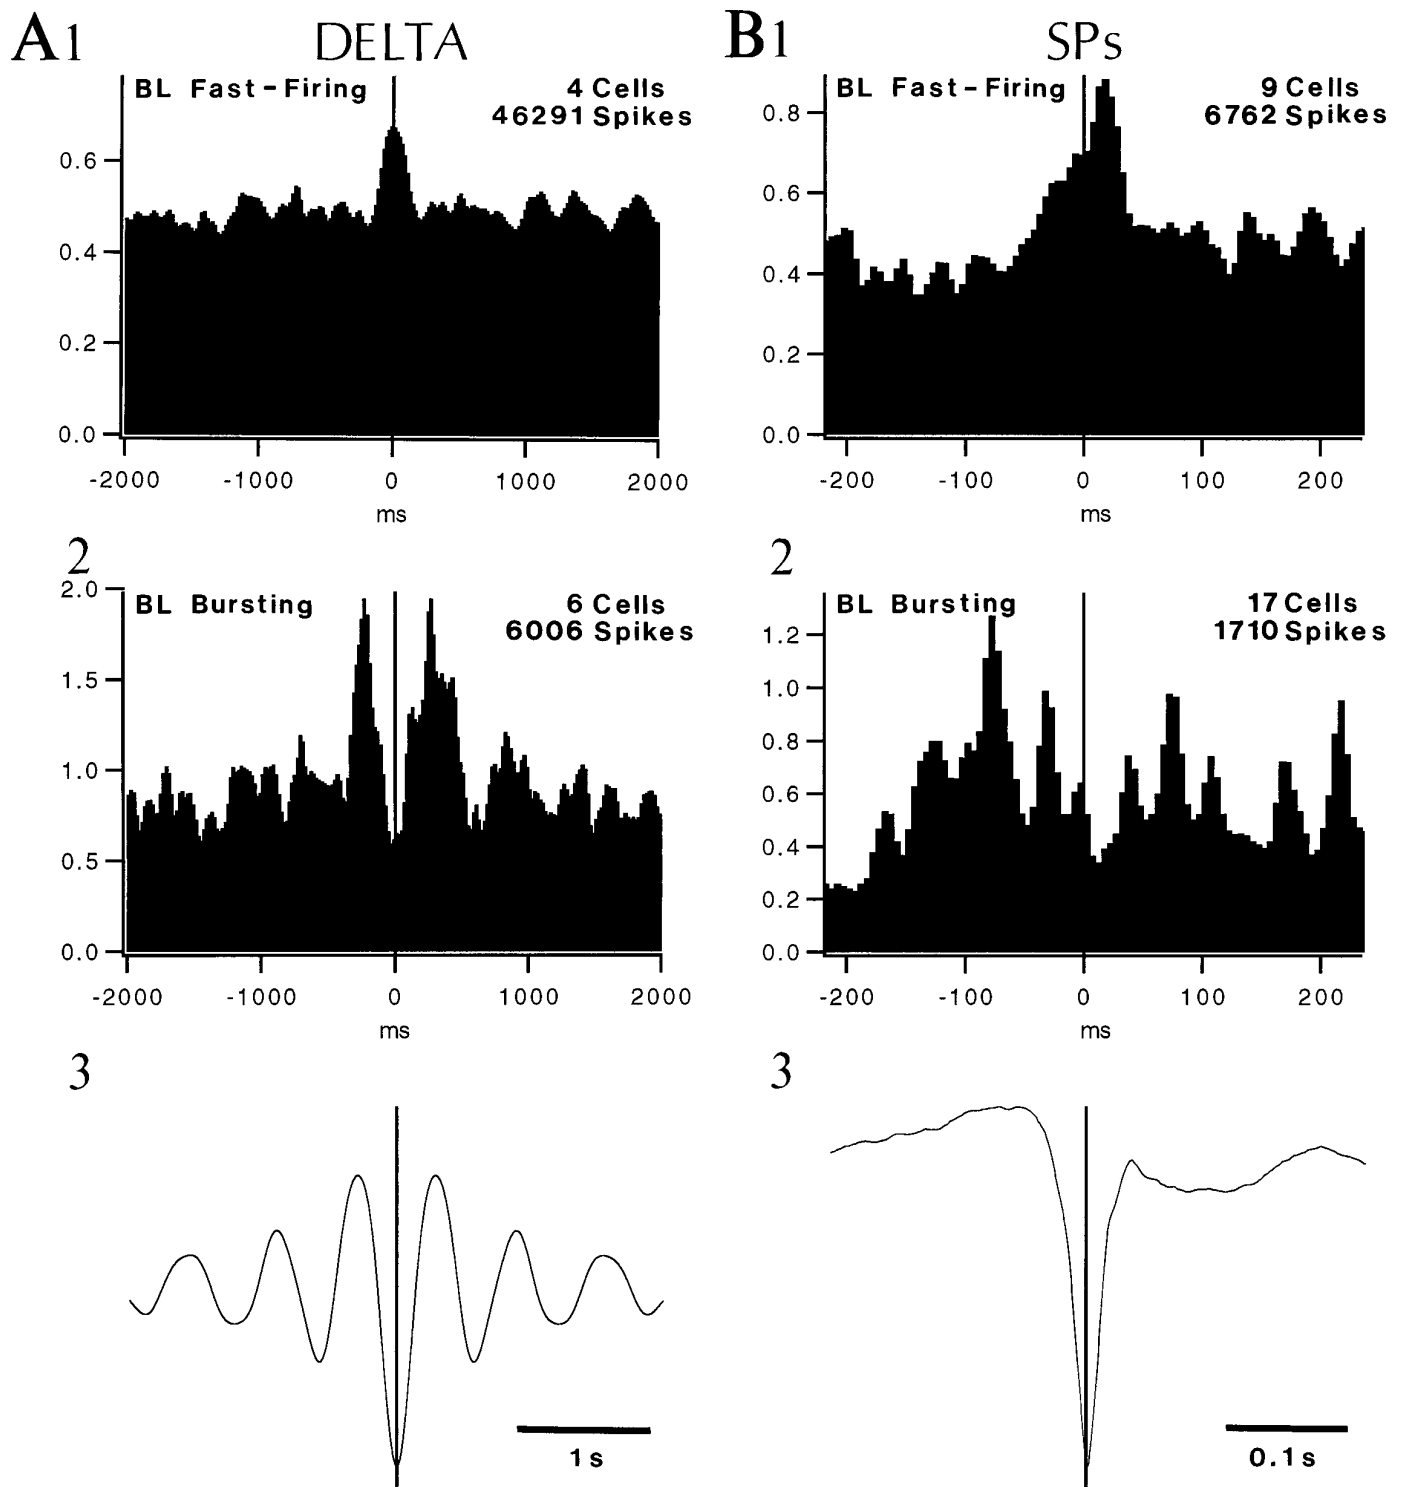 A1 DELTA
BL Fast-Firing
4 Cells
46291 Spikes
0.6
0.4
0.2
0.0
-2000 -1000 0 1000 2000
ms
B1 SPs
BL Fast-Firing
9 Cells
6762 Spikes
0.8
0.6
0.4
0.2
0.0
-200 -100 0 100 200
ms
2
BL Bursting
6 Cells
6006 Spikes
2.0
1.5
1.0
0.5
0.0
-2000 -1000 0 1000 2000
ms
2
BL Bursting
17 Cells
1710 Spikes
1.2
1.0
0.8
0.6
0.4
0.2
0.0
-200 -100 0 100 200
ms
3
1 s
3
0.1 s